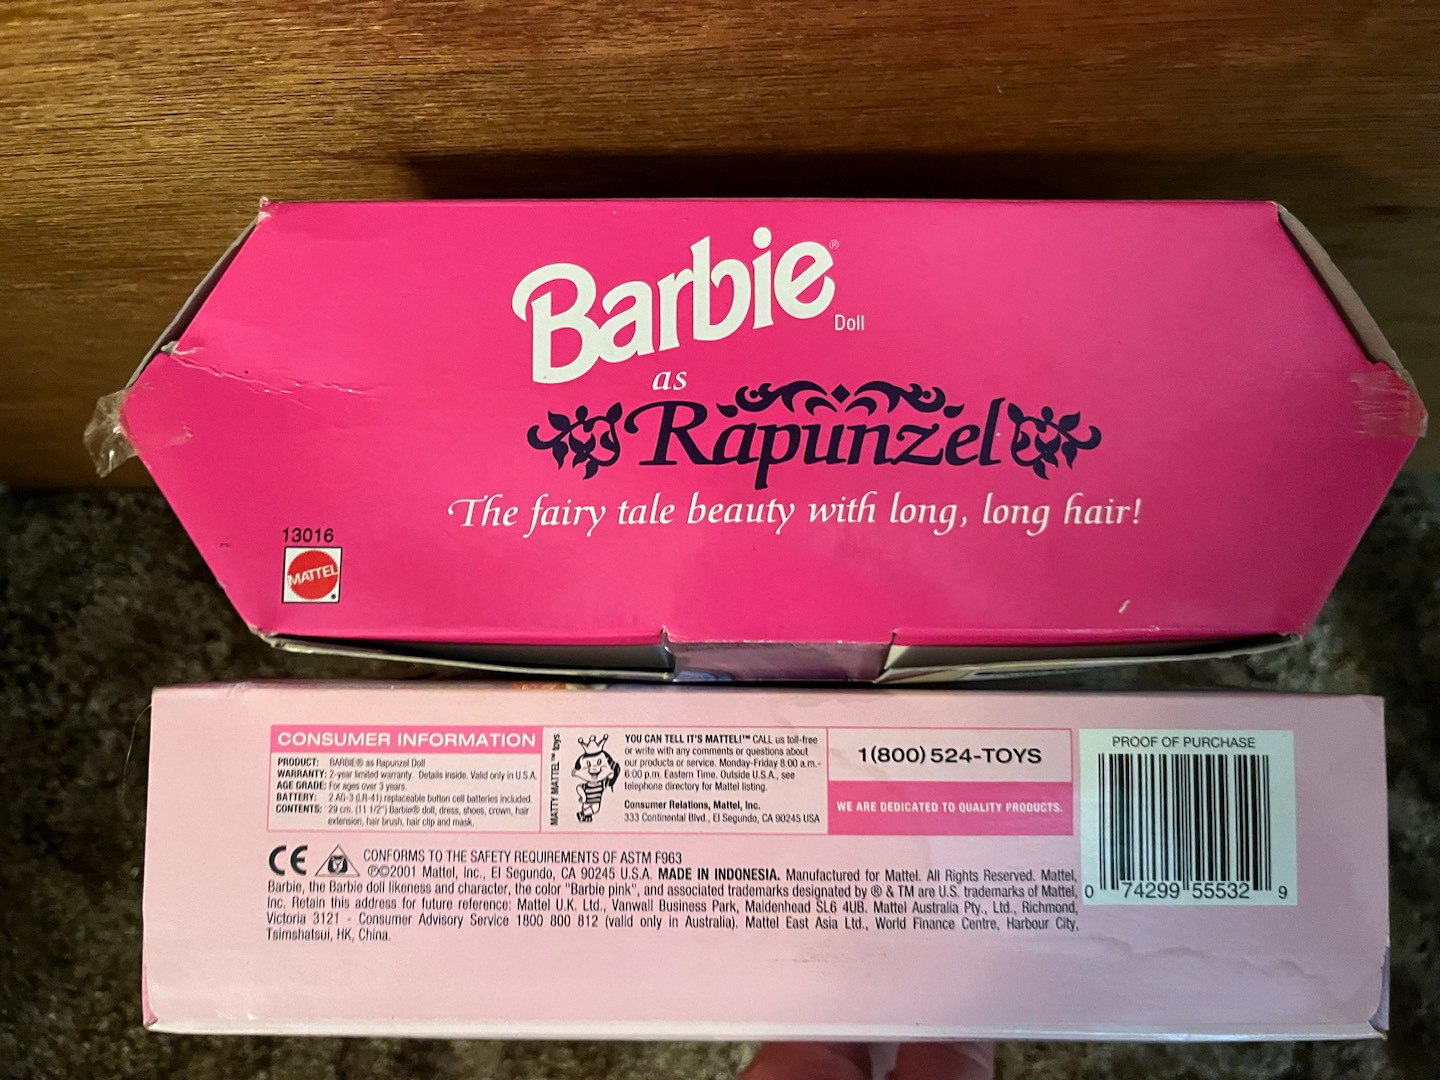 Barbie®
Doll
as
Rapunzel
The fairy tale beauty with long, long hair!
13016
MATTEL
CONSUMER INFORMATION
PRODUCT: BARBIE® as Rapunzel Doll
WARRANTY: 2-year limited warranty. Details inside. Valid only in U.S.A.
AGE GRADE: For ages over 3 years.
BATTERY: 2 AG-3 (LR-41) replaceable button cell batteries included.
CONTENTS: 29 cm. (11 1/2") Barbie® doll, dress, shoes, crown, hair
extension, hair brush, hair clip and mask.
MATTY MATTEL™ toys
YOU CAN TELL IT'S MATTEL!™ CALL us toll-free
or write with any comments or questions about
our products or service. Monday-Friday 8:00 a.m.-
6:00 p.m. Eastern Time. Outside U.S.A., see
telephone directory for Mattel listing.
Consumer Relations, Mattel, Inc.
333 Continental Blvd., El Segundo, CA 90245 USA
1(800) 524-TOYS
WE ARE DEDICATED TO QUALITY PRODUCTS.
PROOF OF PURCHASE
0 74299 55532 9
CE CONFORMS TO THE SAFETY REQUIREMENTS OF ASTM F963
℗©2001 Mattel, Inc., El Segundo, CA 90245 U.S.A. MADE IN INDONESIA. Manufactured for Mattel. All Rights Reserved. Mattel,
Barbie, the Barbie doll likeness and character, the color "Barbie pink", and associated trademarks designated by ® & TM are U.S. trademarks of Mattel,
Inc. Retain this address for future reference: Mattel U.K. Ltd., Vanwall Business Park, Maidenhead SL6 4UB. Mattel Australia Pty., Ltd., Richmond,
Victoria 3121 - Consumer Advisory Service 1800 800 812 (valid only in Australia). Mattel East Asia Ltd., World Finance Centre, Harbour City,
Tsimshatsui, HK, China.